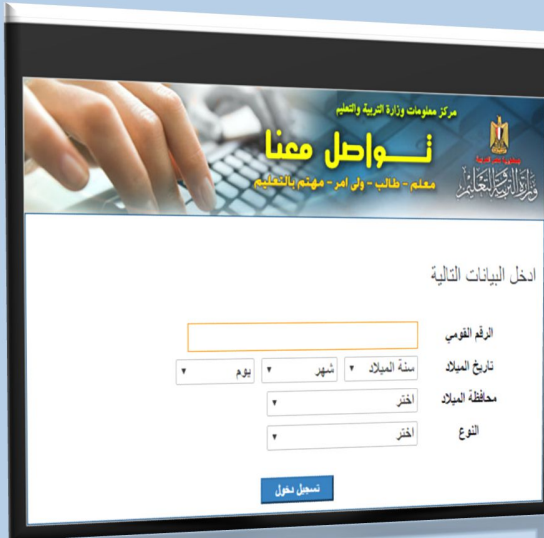 مركز معلومات وزارة التربية والتعليم
تـــواصل معنا
معلم - طالب - ولى امر - مهتم بالتعليم
وزارة التربية والتعليم
ادخل البيانات التالية
الرقم القومي
تاريخ الميلاد سنة الميلاد شهر يوم
محافظة الميلاد اختر
النوع اختر
تسجيل دخول